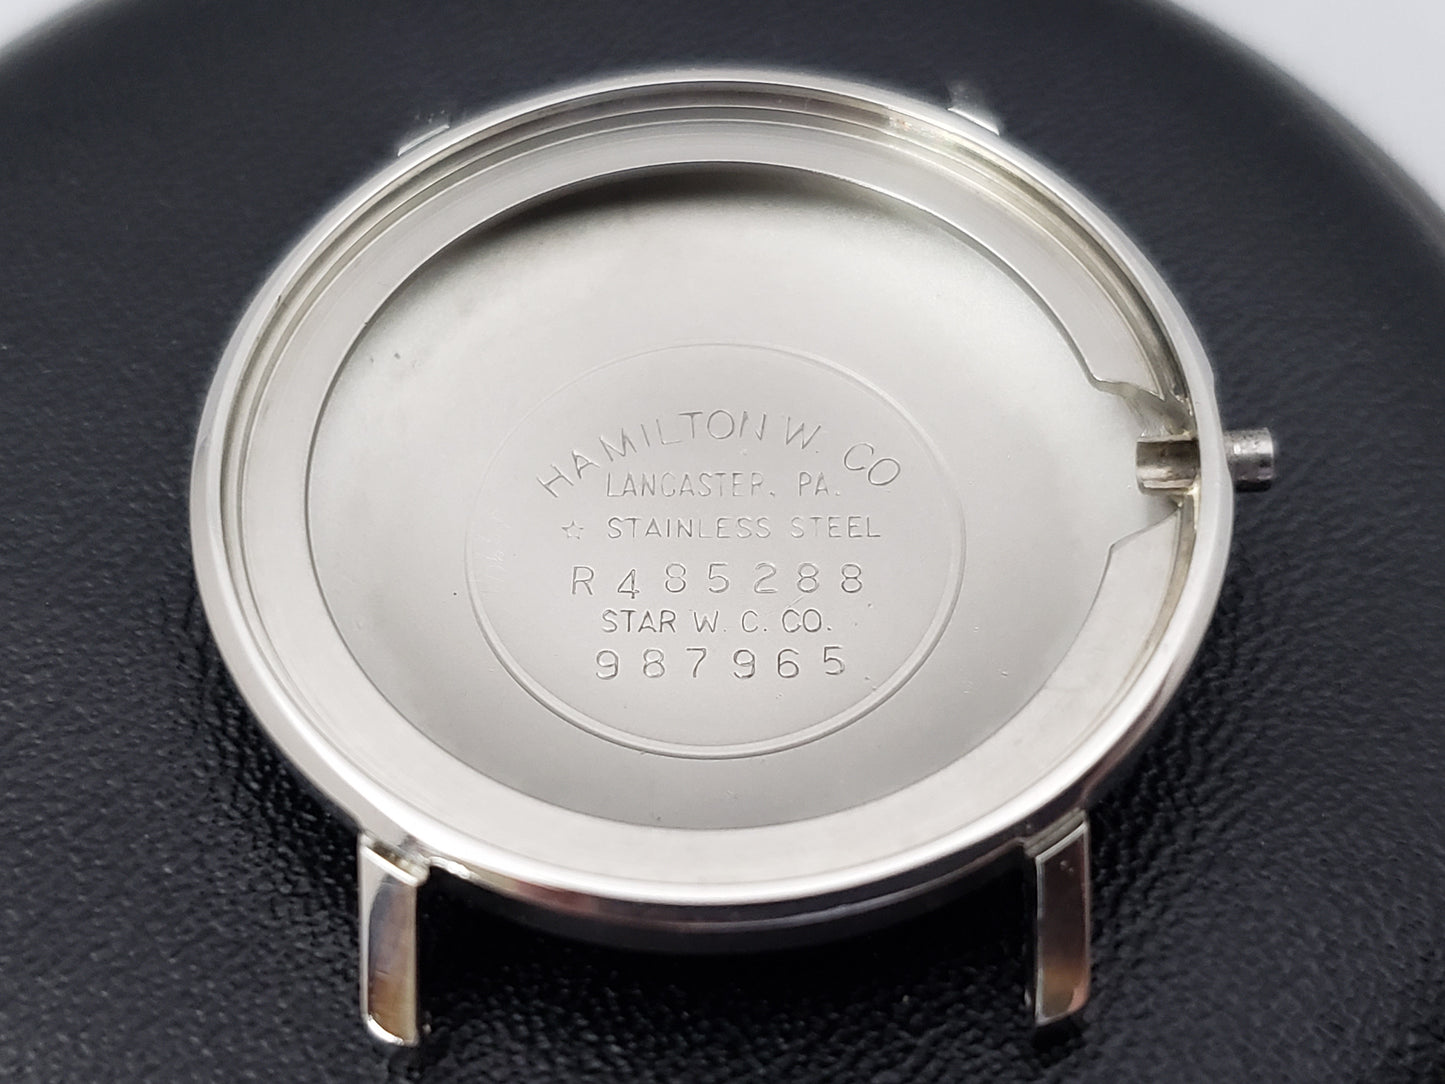 HAMILTON W. CO
LANCASTER, PA.
☆ STAINLESS STEEL
R485288
STAR W. C. CO.
987965